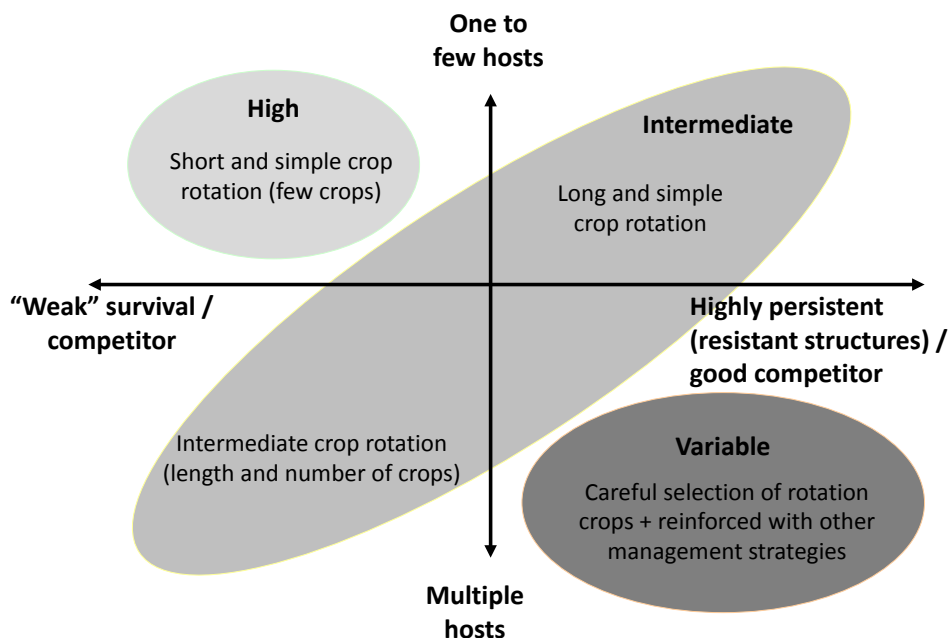 One to
few hosts
High
Short and simple crop
rotation (few crops)
Intermediate
Long and simple
crop rotation
“Weak” survival /
competitor
Highly persistent
(resistant structures) /
good competitor
Intermediate crop rotation
(length and number of crops)
Variable
Careful selection of rotation
crops + reinforced with other
management strategies
Multiple
hosts